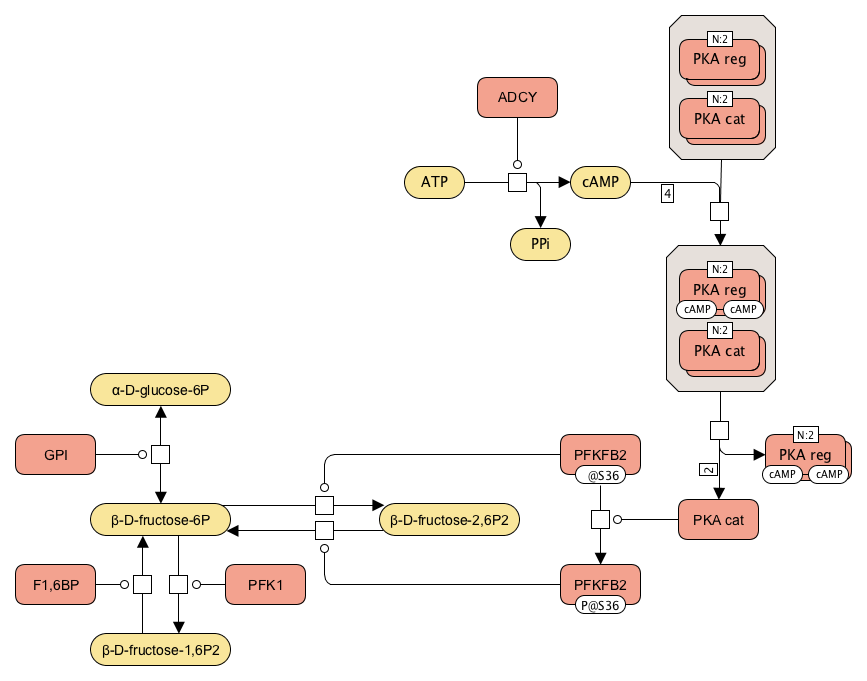 N:2
PKA reg
N:2
PKA cat
ADCY
ATP
cAMP
4
PPi
N:2
PKA reg
cAMP cAMP
N:2
PKA cat
α-D-glucose-6P
GPI
PFKFB2
@S36
N:2
PKA reg
cAMP cAMP
2
β-D-fructose-6P
β-D-fructose-2,6P2
PKA cat
F1,6BP
PFK1
PFKFB2
P@S36
β-D-fructose-1,6P2